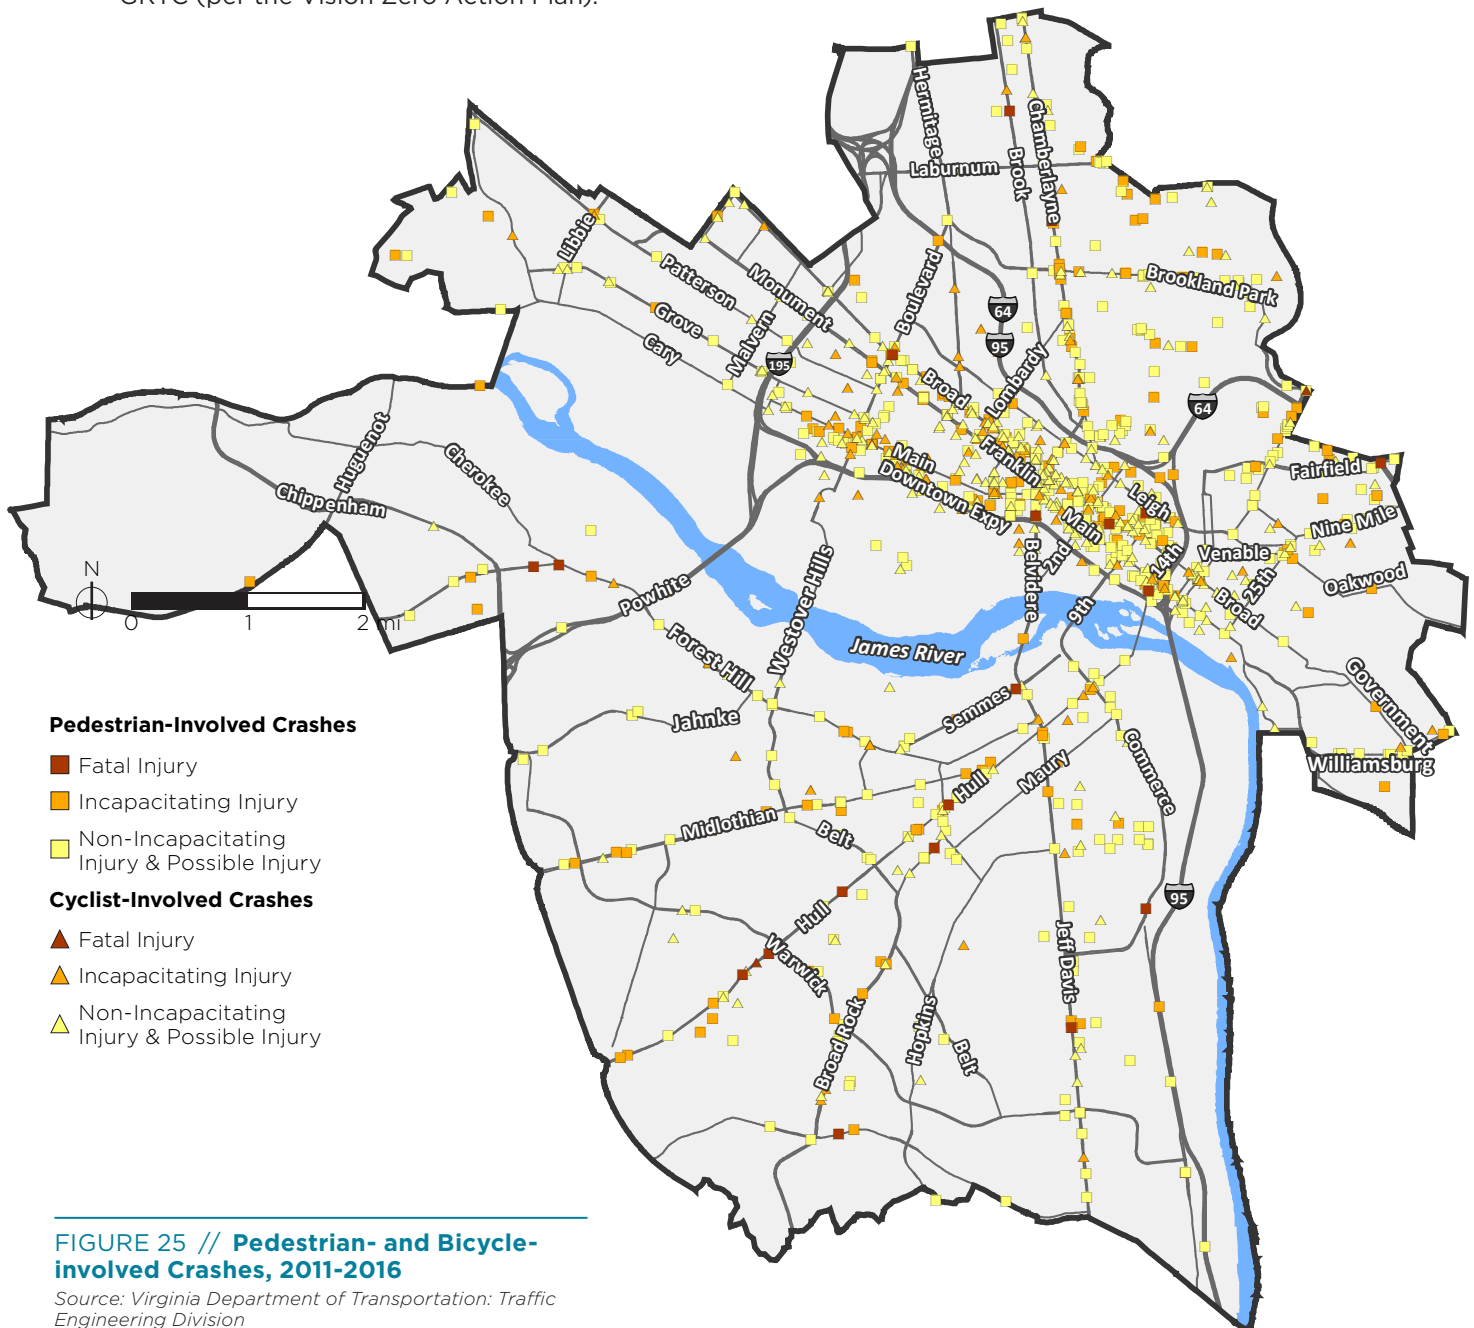 GRTC (per the Vision Zero Action Plan).
Hermitage
Laburnum
Brook
Chamberlayne
Libbie
Patterson
Monument
Boulevard
Brookland Park
Grove
Malvern
Cary
64
95
195
Lombardy
Broad
64
Huguenot
Cherokee
Chippenham
Main
Franklin
Downtown Expy
Leigh
Main
Fairfield
Nine Mile
Venable
14th
25th
Oakwood
Broad
Belvidere
2nd
9th
N
0 1 2 mi
Powhite
Westover Hills
Forest Hill
James River
Jahnke
Semmes
Government
Williamsburg
Commerce
Maury
Hull
Midlothian
Belt
95
Hull
Warwick
Jeff Davis
Broad Rock
Hopkins
Belt
Pedestrian-Involved Crashes
Fatal Injury
Incapacitating Injury
Non-Incapacitating
Injury & Possible Injury
Cyclist-Involved Crashes
Fatal Injury
Incapacitating Injury
Non-Incapacitating
Injury & Possible Injury
FIGURE 25 // Pedestrian- and Bicycle-
involved Crashes, 2011-2016
Source: Virginia Department of Transportation: Traffic
Engineering Division